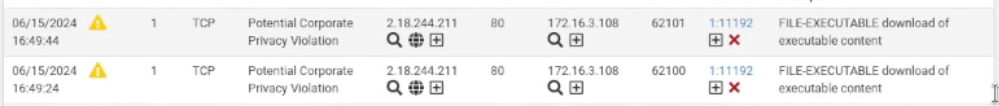 06/15/2024 1 TCP Potential Corporate 2.18.244.211 80 172.16.3.108 62101 1:11192 FILE-EXECUTABLE download of
16:49:44 Privacy Violation executable content
06/15/2024 1 TCP Potential Corporate 2.18.244.211 80 172.16.3.108 62100 1:11192 FILE-EXECUTABLE download of
16:49:24 Privacy Violation executable content